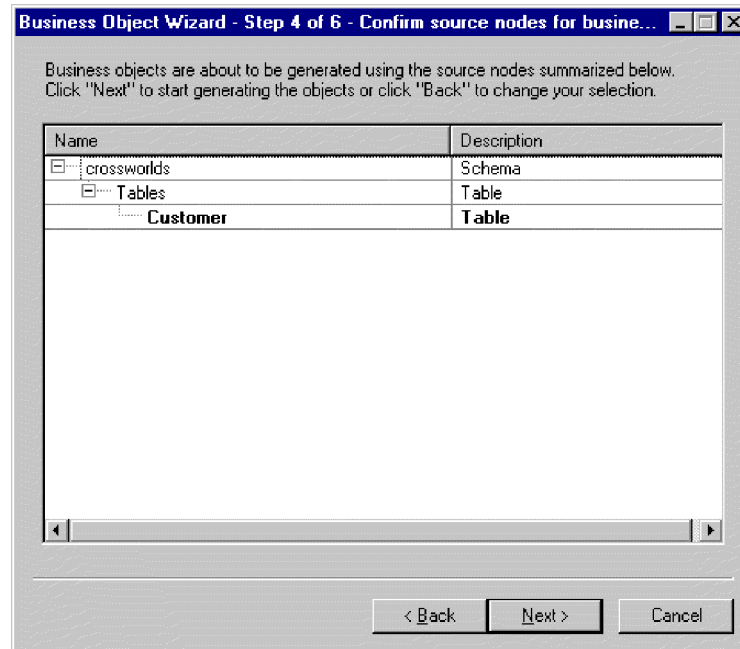 Business Object Wizard - Step 4 of 6 - Confirm source nodes for busine...
Business objects are about to be generated using the source nodes summarized below.
Click "Next" to start generating the objects or click "Back" to change your selection.
Name Description
crossworlds Schema
Tables Table
Customer Table
< Back Next > Cancel